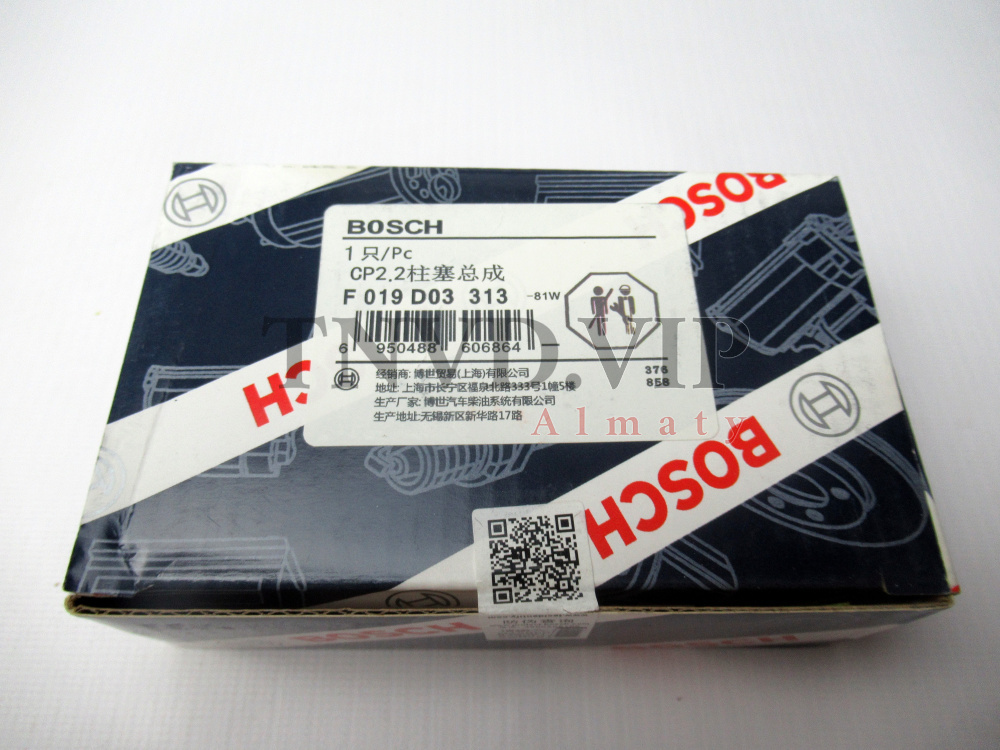 BOSCH
BOSCH
1只/Pc
CP2.2柱塞总成
F 019 D03 313 -81W
6 950488 606864
TNVD.VIP
Almaty
376
858
经销商: 博世贸易(上海)有限公司
地址: 上海市长宁区福泉北路333号1幢5楼
生产厂家: 博世汽车柴油系统有限公司
生产地址:无锡新区新华路17路
BOSCH
BOSCH
BOSCH
BOSCH